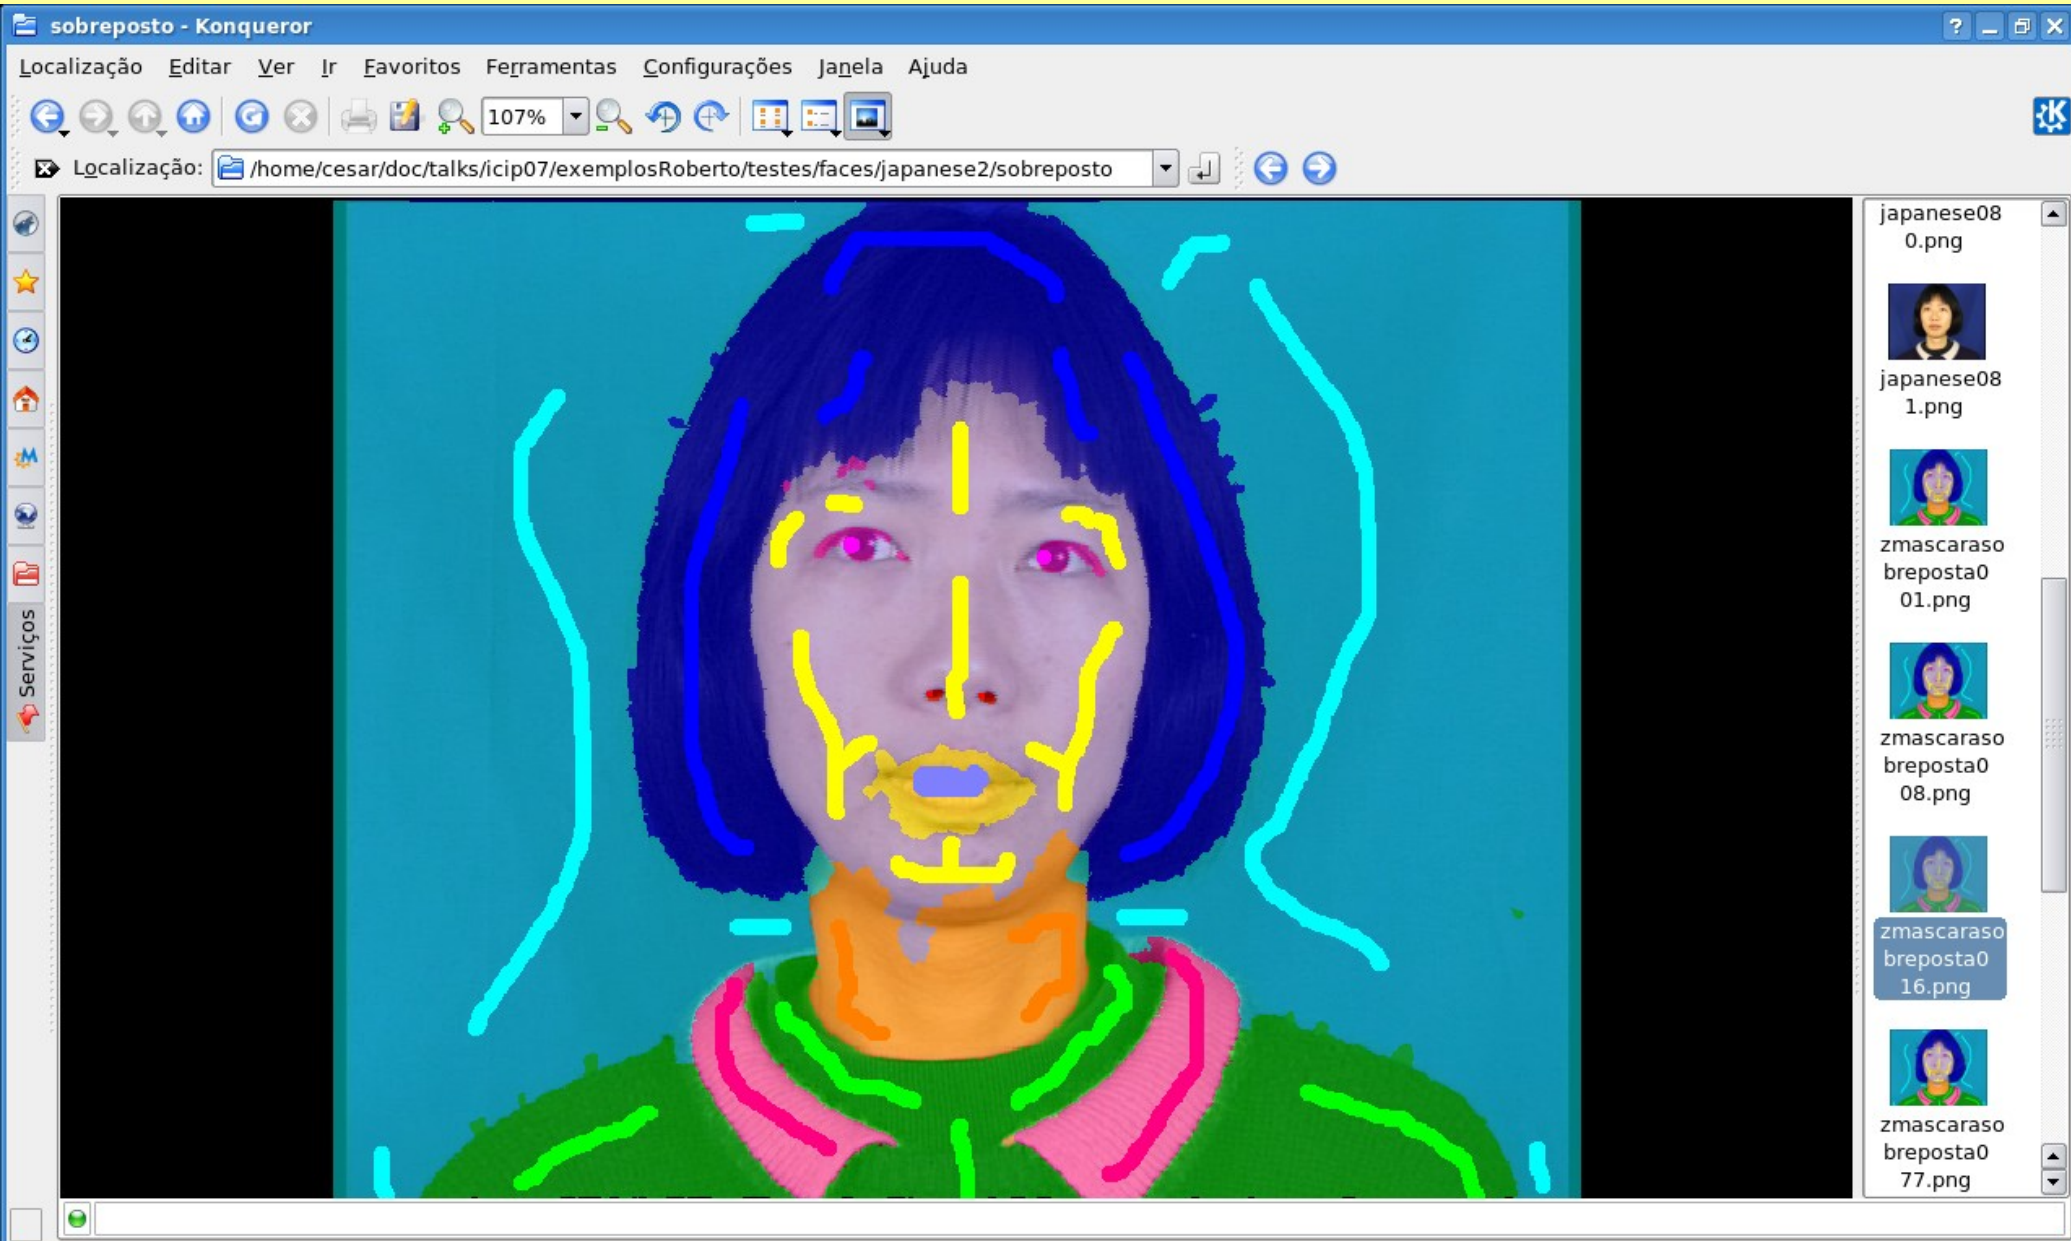 sobreposto - Konqueror
Localização Editar Ver Ir Favoritos Ferramentas Configurações Janela Ajuda
107%
Localização: /home/cesar/doc/talks/icip07/exemplosRoberto/testes/faces/japanese2/sobreposto
Serviços
japanese08
0.png
japanese08
1.png
zmascaraso
breposta0
01.png
zmascaraso
breposta0
08.png
zmascaraso
breposta0
16.png
zmascaraso
breposta0
77.png